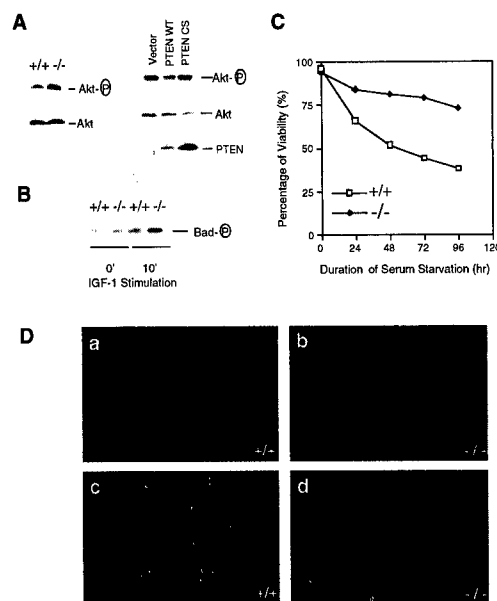 A
+/+ -/-
Akt-P
Akt
Vector
PTEN WT
PTEN CS
Akt-P
Akt
PTEN
B
+/+ -/- +/+ -/-
Bad-P
0' 10'
IGF-1 Stimulation
C
Percentage of Viability (%)
100
75
50
25
0
+/+
-/-
0 24 48 72 96 120
Duration of Serum Starvation (hr)
D
a
+/+
b
-/-
c
+/+
d
-/-